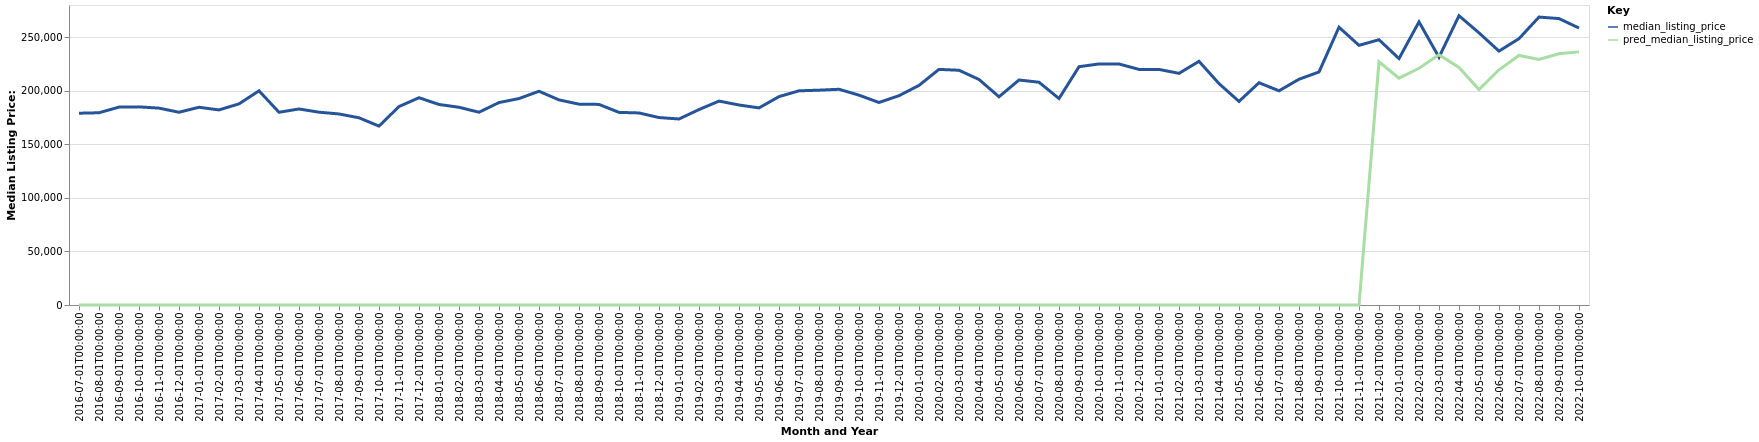 Key
median_listing_price
pred_median_listing_price
Median Listing Price:
250,000
200,000
150,000
100,000
50,000
0
2016-07-01T00:00:00
2016-08-01T00:00:00
2016-09-01T00:00:00
2016-10-01T00:00:00
2016-11-01T00:00:00
2016-12-01T00:00:00
2017-01-01T00:00:00
2017-02-01T00:00:00
2017-03-01T00:00:00
2017-04-01T00:00:00
2017-05-01T00:00:00
2017-06-01T00:00:00
2017-07-01T00:00:00
2017-08-01T00:00:00
2017-09-01T00:00:00
2017-10-01T00:00:00
2017-11-01T00:00:00
2017-12-01T00:00:00
2018-01-01T00:00:00
2018-02-01T00:00:00
2018-03-01T00:00:00
2018-04-01T00:00:00
2018-05-01T00:00:00
2018-06-01T00:00:00
2018-07-01T00:00:00
2018-08-01T00:00:00
2018-09-01T00:00:00
2018-10-01T00:00:00
2018-11-01T00:00:00
2018-12-01T00:00:00
2019-01-01T00:00:00
2019-02-01T00:00:00
2019-03-01T00:00:00
2019-04-01T00:00:00
2019-05-01T00:00:00
2019-06-01T00:00:00
2019-07-01T00:00:00
2019-08-01T00:00:00
2019-09-01T00:00:00
2019-10-01T00:00:00
2019-11-01T00:00:00
2019-12-01T00:00:00
2020-01-01T00:00:00
2020-02-01T00:00:00
2020-03-01T00:00:00
2020-04-01T00:00:00
2020-05-01T00:00:00
2020-06-01T00:00:00
2020-07-01T00:00:00
2020-08-01T00:00:00
2020-09-01T00:00:00
2020-10-01T00:00:00
2020-11-01T00:00:00
2020-12-01T00:00:00
2021-01-01T00:00:00
2021-02-01T00:00:00
2021-03-01T00:00:00
2021-04-01T00:00:00
2021-05-01T00:00:00
2021-06-01T00:00:00
2021-07-01T00:00:00
2021-08-01T00:00:00
2021-09-01T00:00:00
2021-10-01T00:00:00
2021-11-01T00:00:00
2021-12-01T00:00:00
2022-01-01T00:00:00
2022-02-01T00:00:00
2022-03-01T00:00:00
2022-04-01T00:00:00
2022-05-01T00:00:00
2022-06-01T00:00:00
2022-07-01T00:00:00
2022-08-01T00:00:00
2022-09-01T00:00:00
2022-10-01T00:00:00
Month and Year